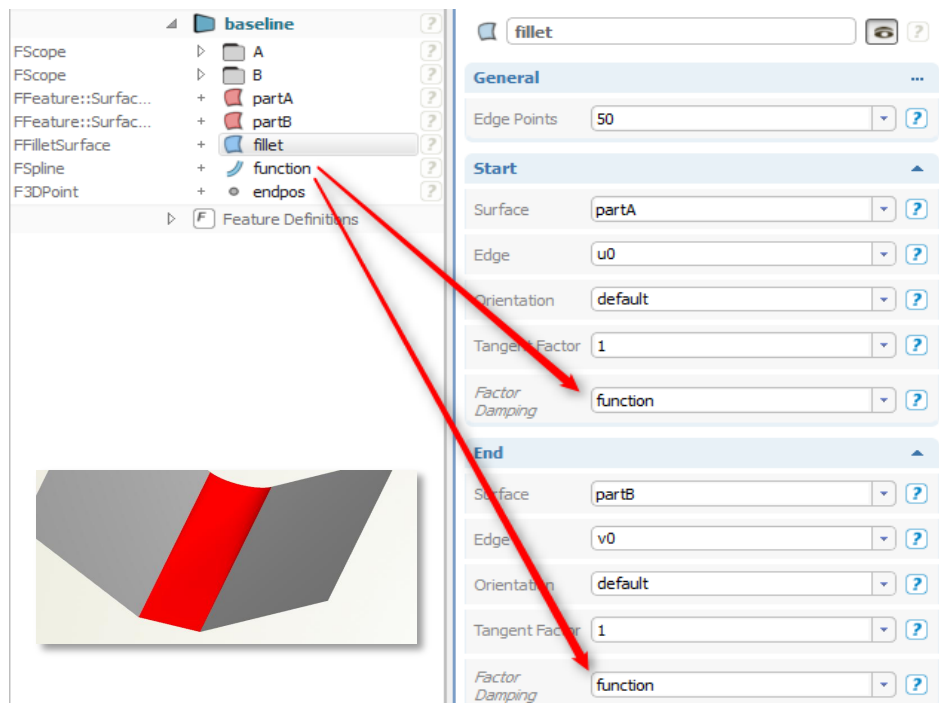 baseline
FScope A
FScope B
FFeature::Surfac... partA
FFeature::Surfac... partB
FFilletSurface fillet
FSpline function
F3DPoint endpos
F Feature Definitions
?
?
?
?
?
?
?
?
fillet ?
General ...
Edge Points 50 ?
Start
Surface partA ?
Edge u0 ?
Orientation default ?
Tangent Factor 1 ?
Factor
Damping function ?
End
Surface partB ?
Edge v0 ?
Orientation default ?
Tangent Factor 1 ?
Factor
Damping function ?